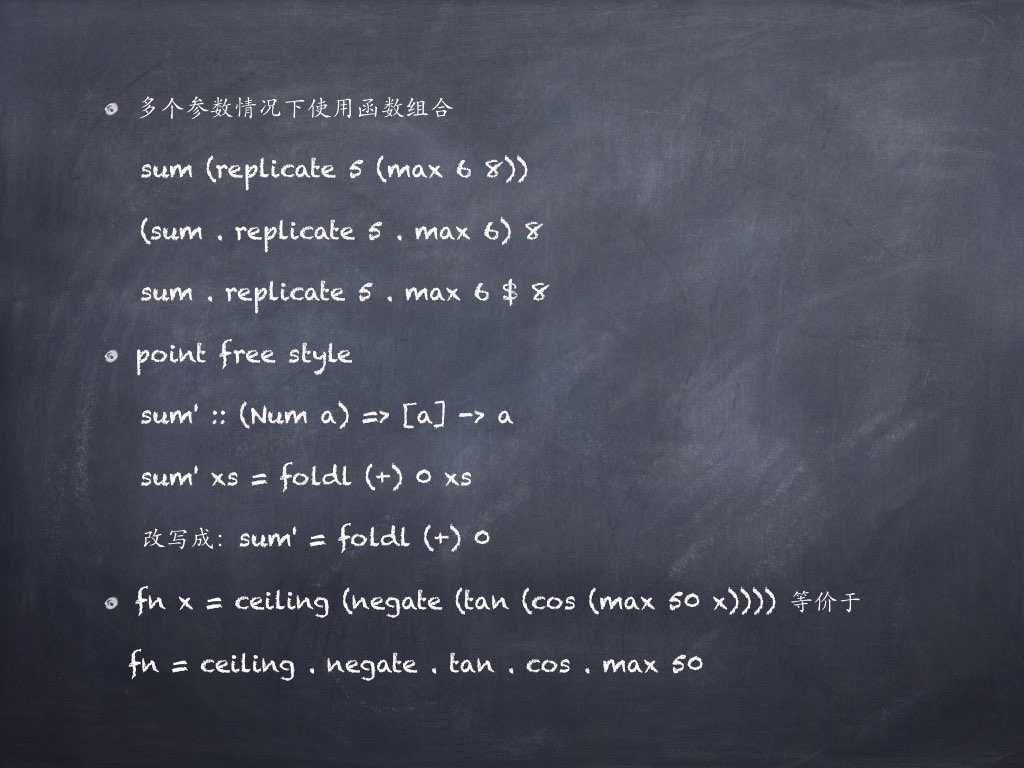 多个参数情况下使用函数组合
sum (replicate 5 (max 6 8))
(sum . replicate 5 . max 6) 8
sum . replicate 5 . max 6 $ 8
point free style
sum' :: (Num a) => [a] -> a
sum' xs = foldl (+) 0 xs
改写成: sum' = foldl (+) 0
fn x = ceiling (negate (tan (cos (max 50 x)))) 等价于
fn = ceiling . negate . tan . cos . max 50